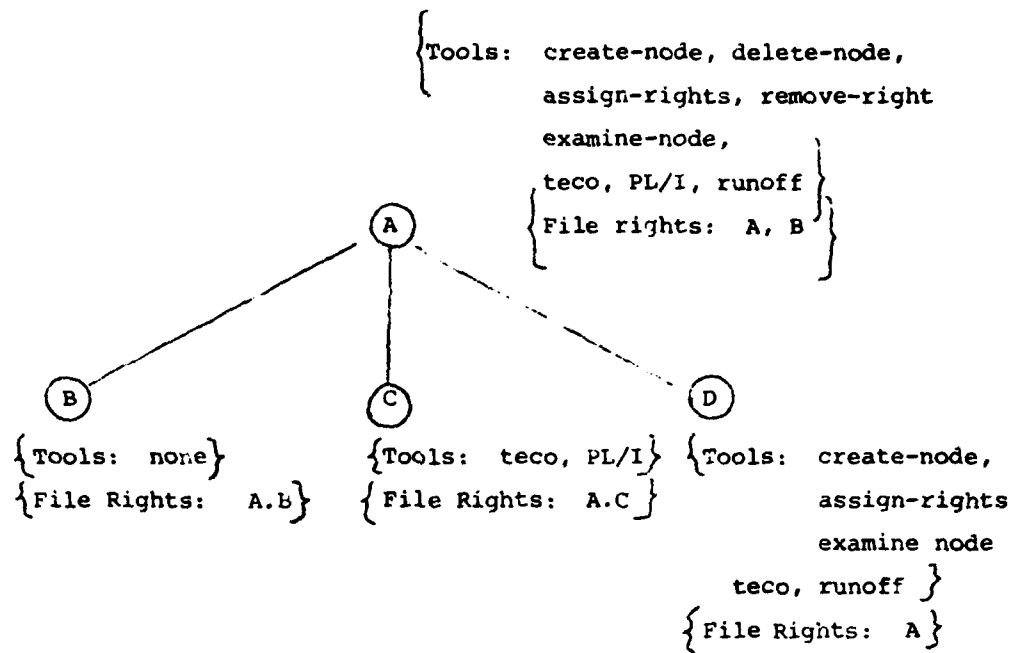 {Tools: create-node, delete-node,
assign-rights, remove-right
examine-node,
teco, PL/I, runoff}
{File rights: A, B}
A
B
C
D
{Tools: none}
{File Rights: A.B}
{Tools: teco, PL/I}
{File Rights: A.C}
{Tools: create-node,
assign-rights
examine node
teco, runoff }
{File Rights: A}